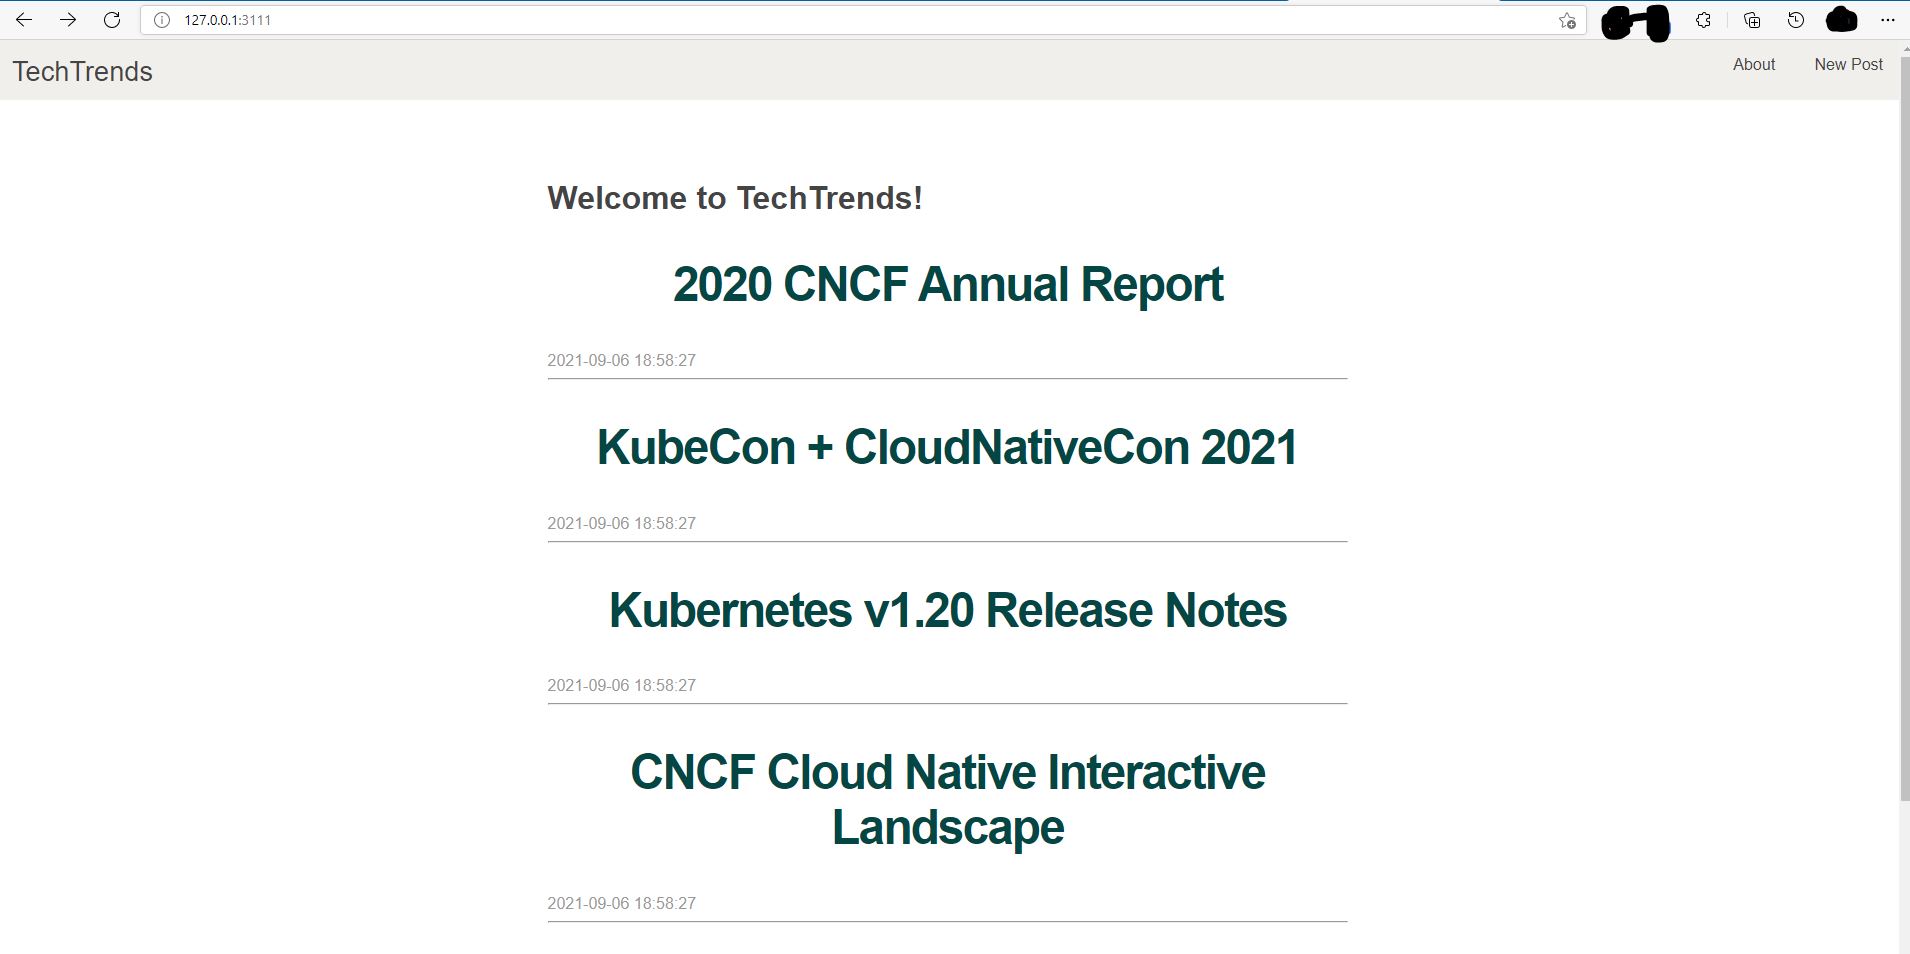 127.0.0.1:3111
TechTrends
About
New Post
Welcome to TechTrends!
2020 CNCF Annual Report
2021-09-06 18:58:27
KubeCon + CloudNativeCon 2021
2021-09-06 18:58:27
Kubernetes v1.20 Release Notes
2021-09-06 18:58:27
CNCF Cloud Native Interactive
Landscape
2021-09-06 18:58:27